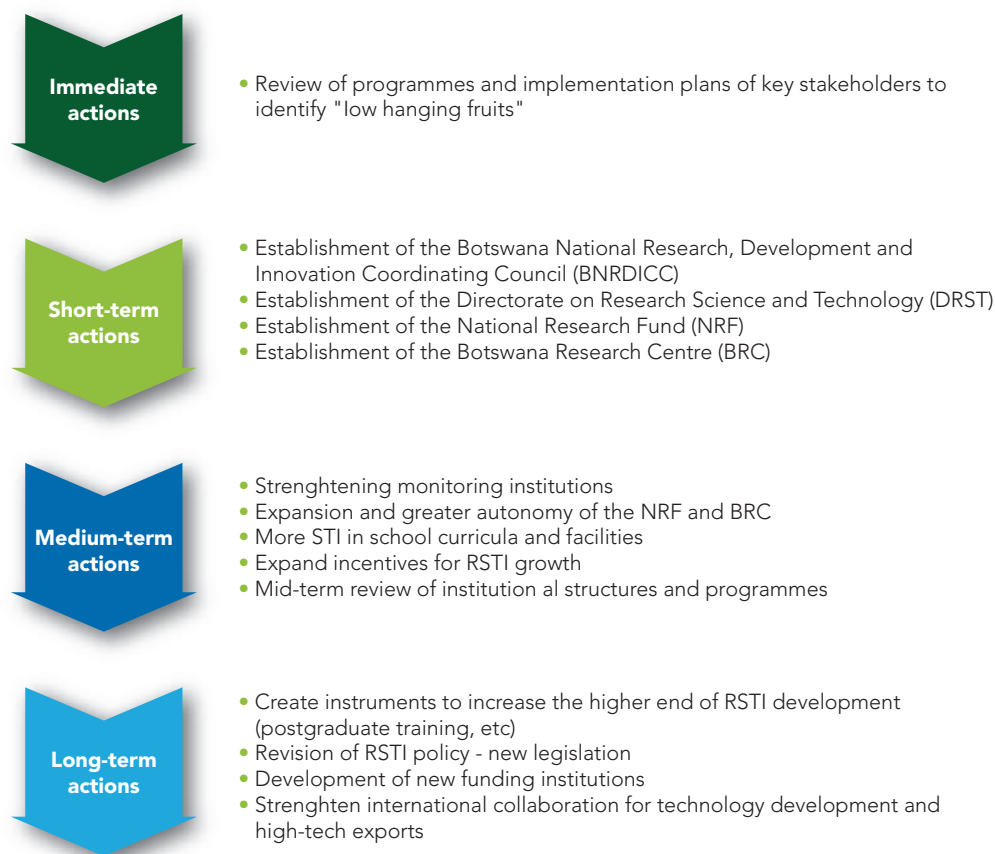 Immediate
actions
• Review of programmes and implementation plans of key stakeholders to
identify "low hanging fruits"
Short-term
actions
• Establishment of the Botswana National Research, Development and
Innovation Coordinating Council (BNRDICC)
• Establishment of the Directorate on Research Science and Technology (DRST)
• Establishment of the National Research Fund (NRF)
• Establishment of the Botswana Research Centre (BRC)
Medium-term
actions
• Strenghtening monitoring institutions
• Expansion and greater autonomy of the NRF and BRC
• More STI in school curricula and facilities
• Expand incentives for RSTI growth
• Mid-term review of institution al structures and programmes
Long-term
actions
• Create instruments to increase the higher end of RSTI development
(postgraduate training, etc)
• Revision of RSTI policy - new legislation
• Development of new funding institutions
• Strenghten international collaboration for technology development and
high-tech exports